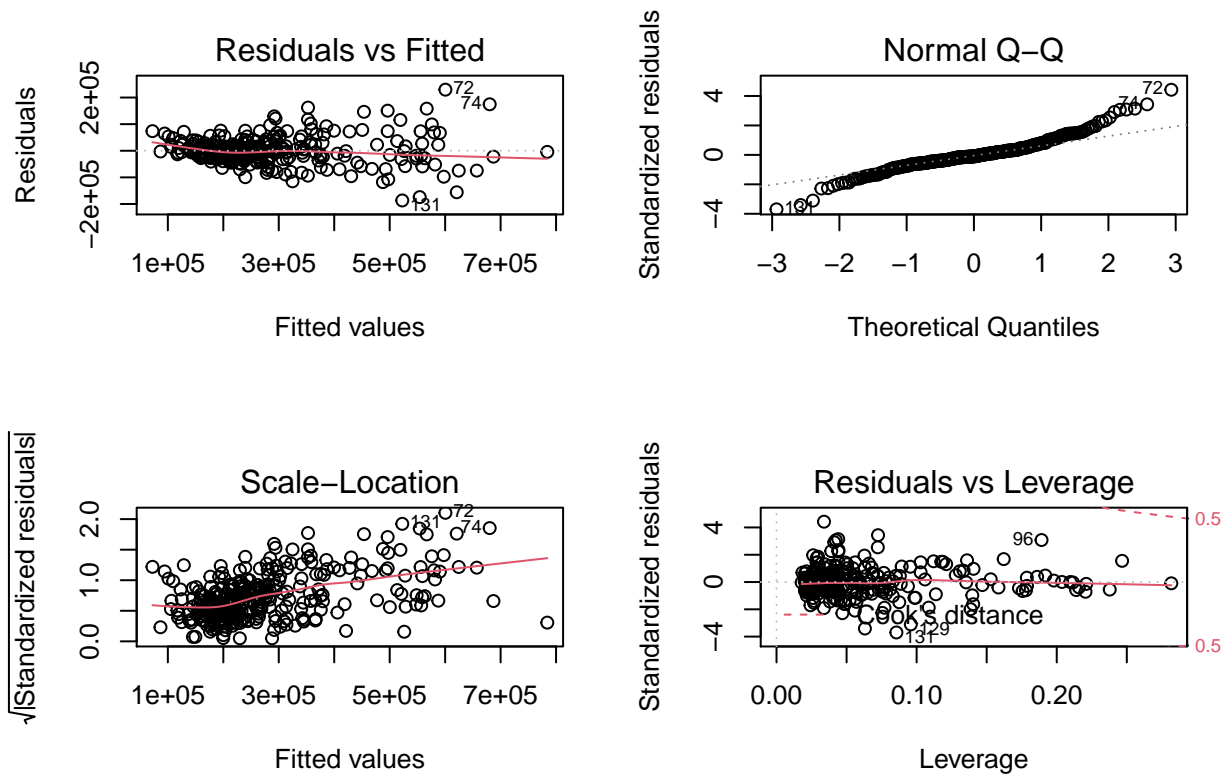 Residuals vs Fitted
Residuals
2e+05
−2e+05
72
74
131
1e+05 3e+05 5e+05 7e+05
Fitted values
Normal Q−Q
Standardized residuals
4
0
−4
72
74
131
−3 −2 −1 0 1 2 3
Theoretical Quantiles
Scale−Location
√|Standardized residuals|
2.0
1.0
0.0
72
131
74
1e+05 3e+05 5e+05 7e+05
Fitted values
Residuals vs Leverage
Standardized residuals
4
0
−4
96
129
131
Cook's distance
0.5
0.5
0.00 0.10 0.20
Leverage